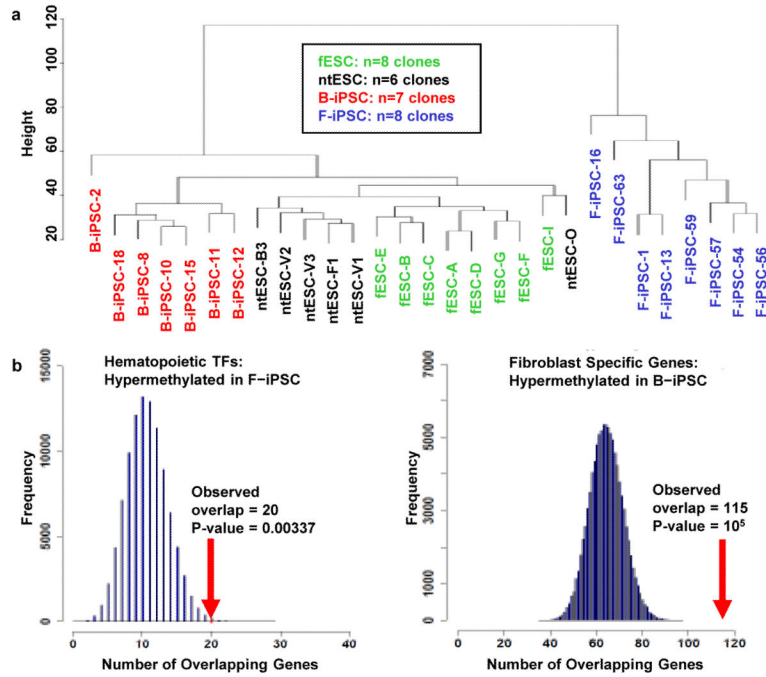 a
fESC: n=8 clones
ntESC: n=6 clones
B-iPSC: n=7 clones
F-iPSC: n=8 clones
Height
120
100
80
60
40
20
B-iPSC-2
B-iPSC-18
B-iPSC-8
B-iPSC-10
B-iPSC-15
B-iPSC-11
B-iPSC-12
ntESC-B3
ntESC-V2
ntESC-V3
ntESC-F1
ntESC-V1
fESC-E
fESC-B
fESC-C
fESC-A
fESC-D
fESC-G
fESC-F
fESC-I
ntESC-O
F-iPSC-16
F-iPSC-63
F-iPSC-1
F-iPSC-13
F-iPSC-59
F-iPSC-57
F-iPSC-54
F-iPSC-56
b
Hematopoietic TFs:
Hypermethylated in F−iPSC
Frequency
15000
10000
5000
0
Observed
overlap = 20
P-value = 0.00337
0 10 20 30 40
Number of Overlapping Genes
Fibroblast Specific Genes:
Hypermethylated in B−iPSC
Frequency
7000
5000
3000
1000
0
Observed
overlap = 115
P-value = 10⁵
0 20 40 60 80 100 120
Number of Overlapping Genes